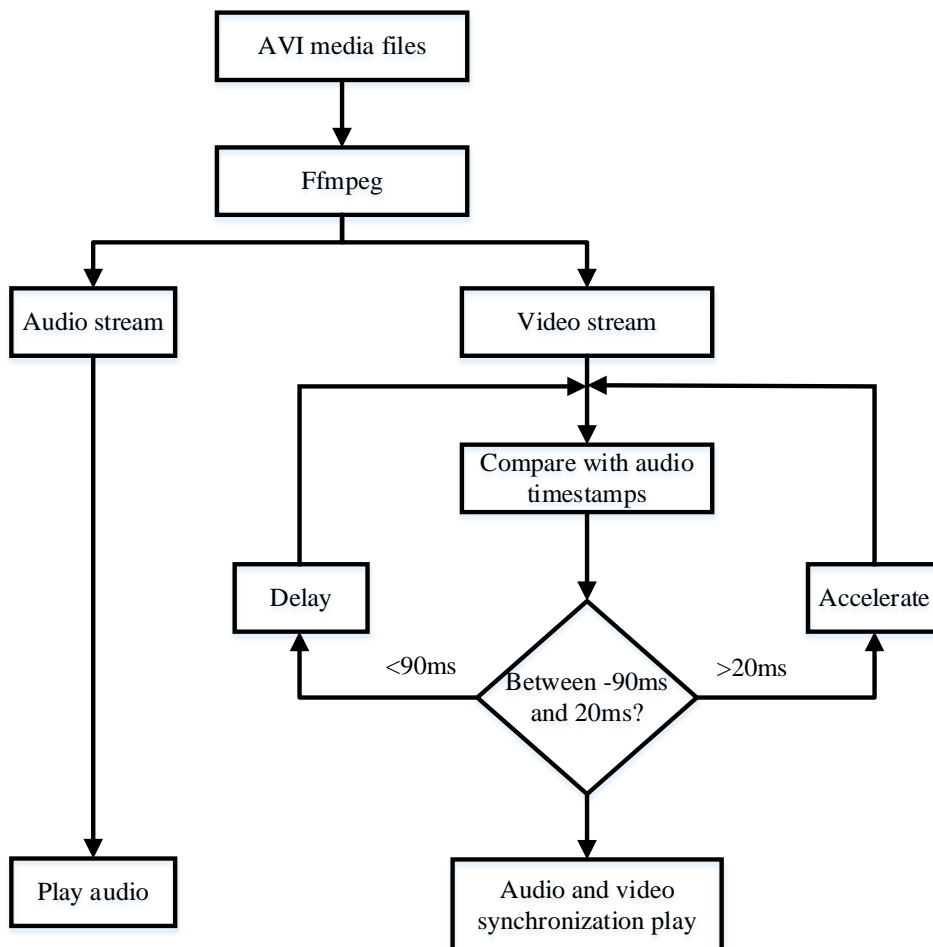 AVI media files
Ffmpeg
Audio stream
Video stream
Compare with audio
timestamps
Delay
Accelerate
<90ms
>20ms
Between -90ms
and 20ms?
Play audio
Audio and video
synchronization play